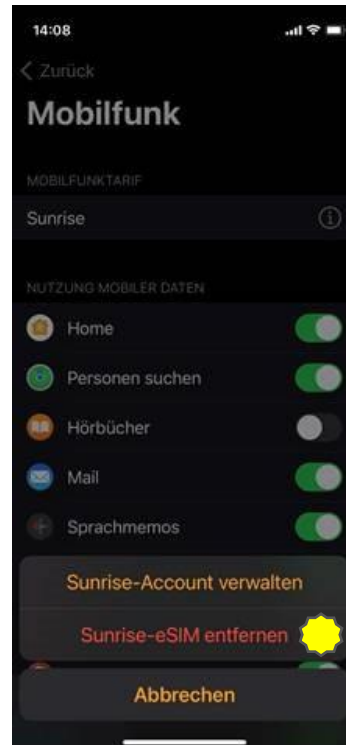 14:08
Zurück
Mobilfunk
MOBILFUNKTARIF
Sunrise
NUTZUNG MOBILER DATEN
Home
Personen suchen
Hörbücher
Mail
Sprachmemos
Sunrise-Account verwalten
Sunrise-eSIM entfernen
Abbrechen